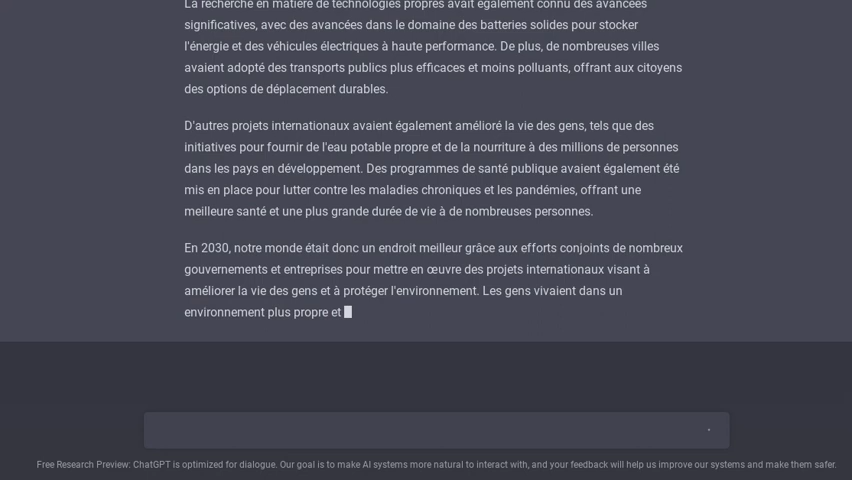 La recherche en matière de technologies propres avait également connu des avancées
significatives, avec des avancées dans le domaine des batteries solides pour stocker
l'énergie et des véhicules électriques à haute performance. De plus, de nombreuses villes
avaient adopté des transports publics plus efficaces et moins polluants, offrant aux citoyens
des options de déplacement durables.
D'autres projets internationaux avaient également amélioré la vie des gens, tels que des
initiatives pour fournir de l'eau potable propre et de la nourriture à des millions de personnes
dans les pays en développement. Des programmes de santé publique avaient également été
mis en place pour lutter contre les maladies chroniques et les pandémies, offrant une
meilleure santé et une plus grande durée de vie à de nombreuses personnes.
En 2030, notre monde était donc un endroit meilleur grâce aux efforts conjoints de nombreux
gouvernements et entreprises pour mettre en œuvre des projets internationaux visant à
améliorer la vie des gens et à protéger l'environnement. Les gens vivaient dans un
environnement plus propre et
Free Research Preview: ChatGPT is optimized for dialogue. Our goal is to make AI systems more natural to interact with, and your feedback will help us improve our systems and make them safer.